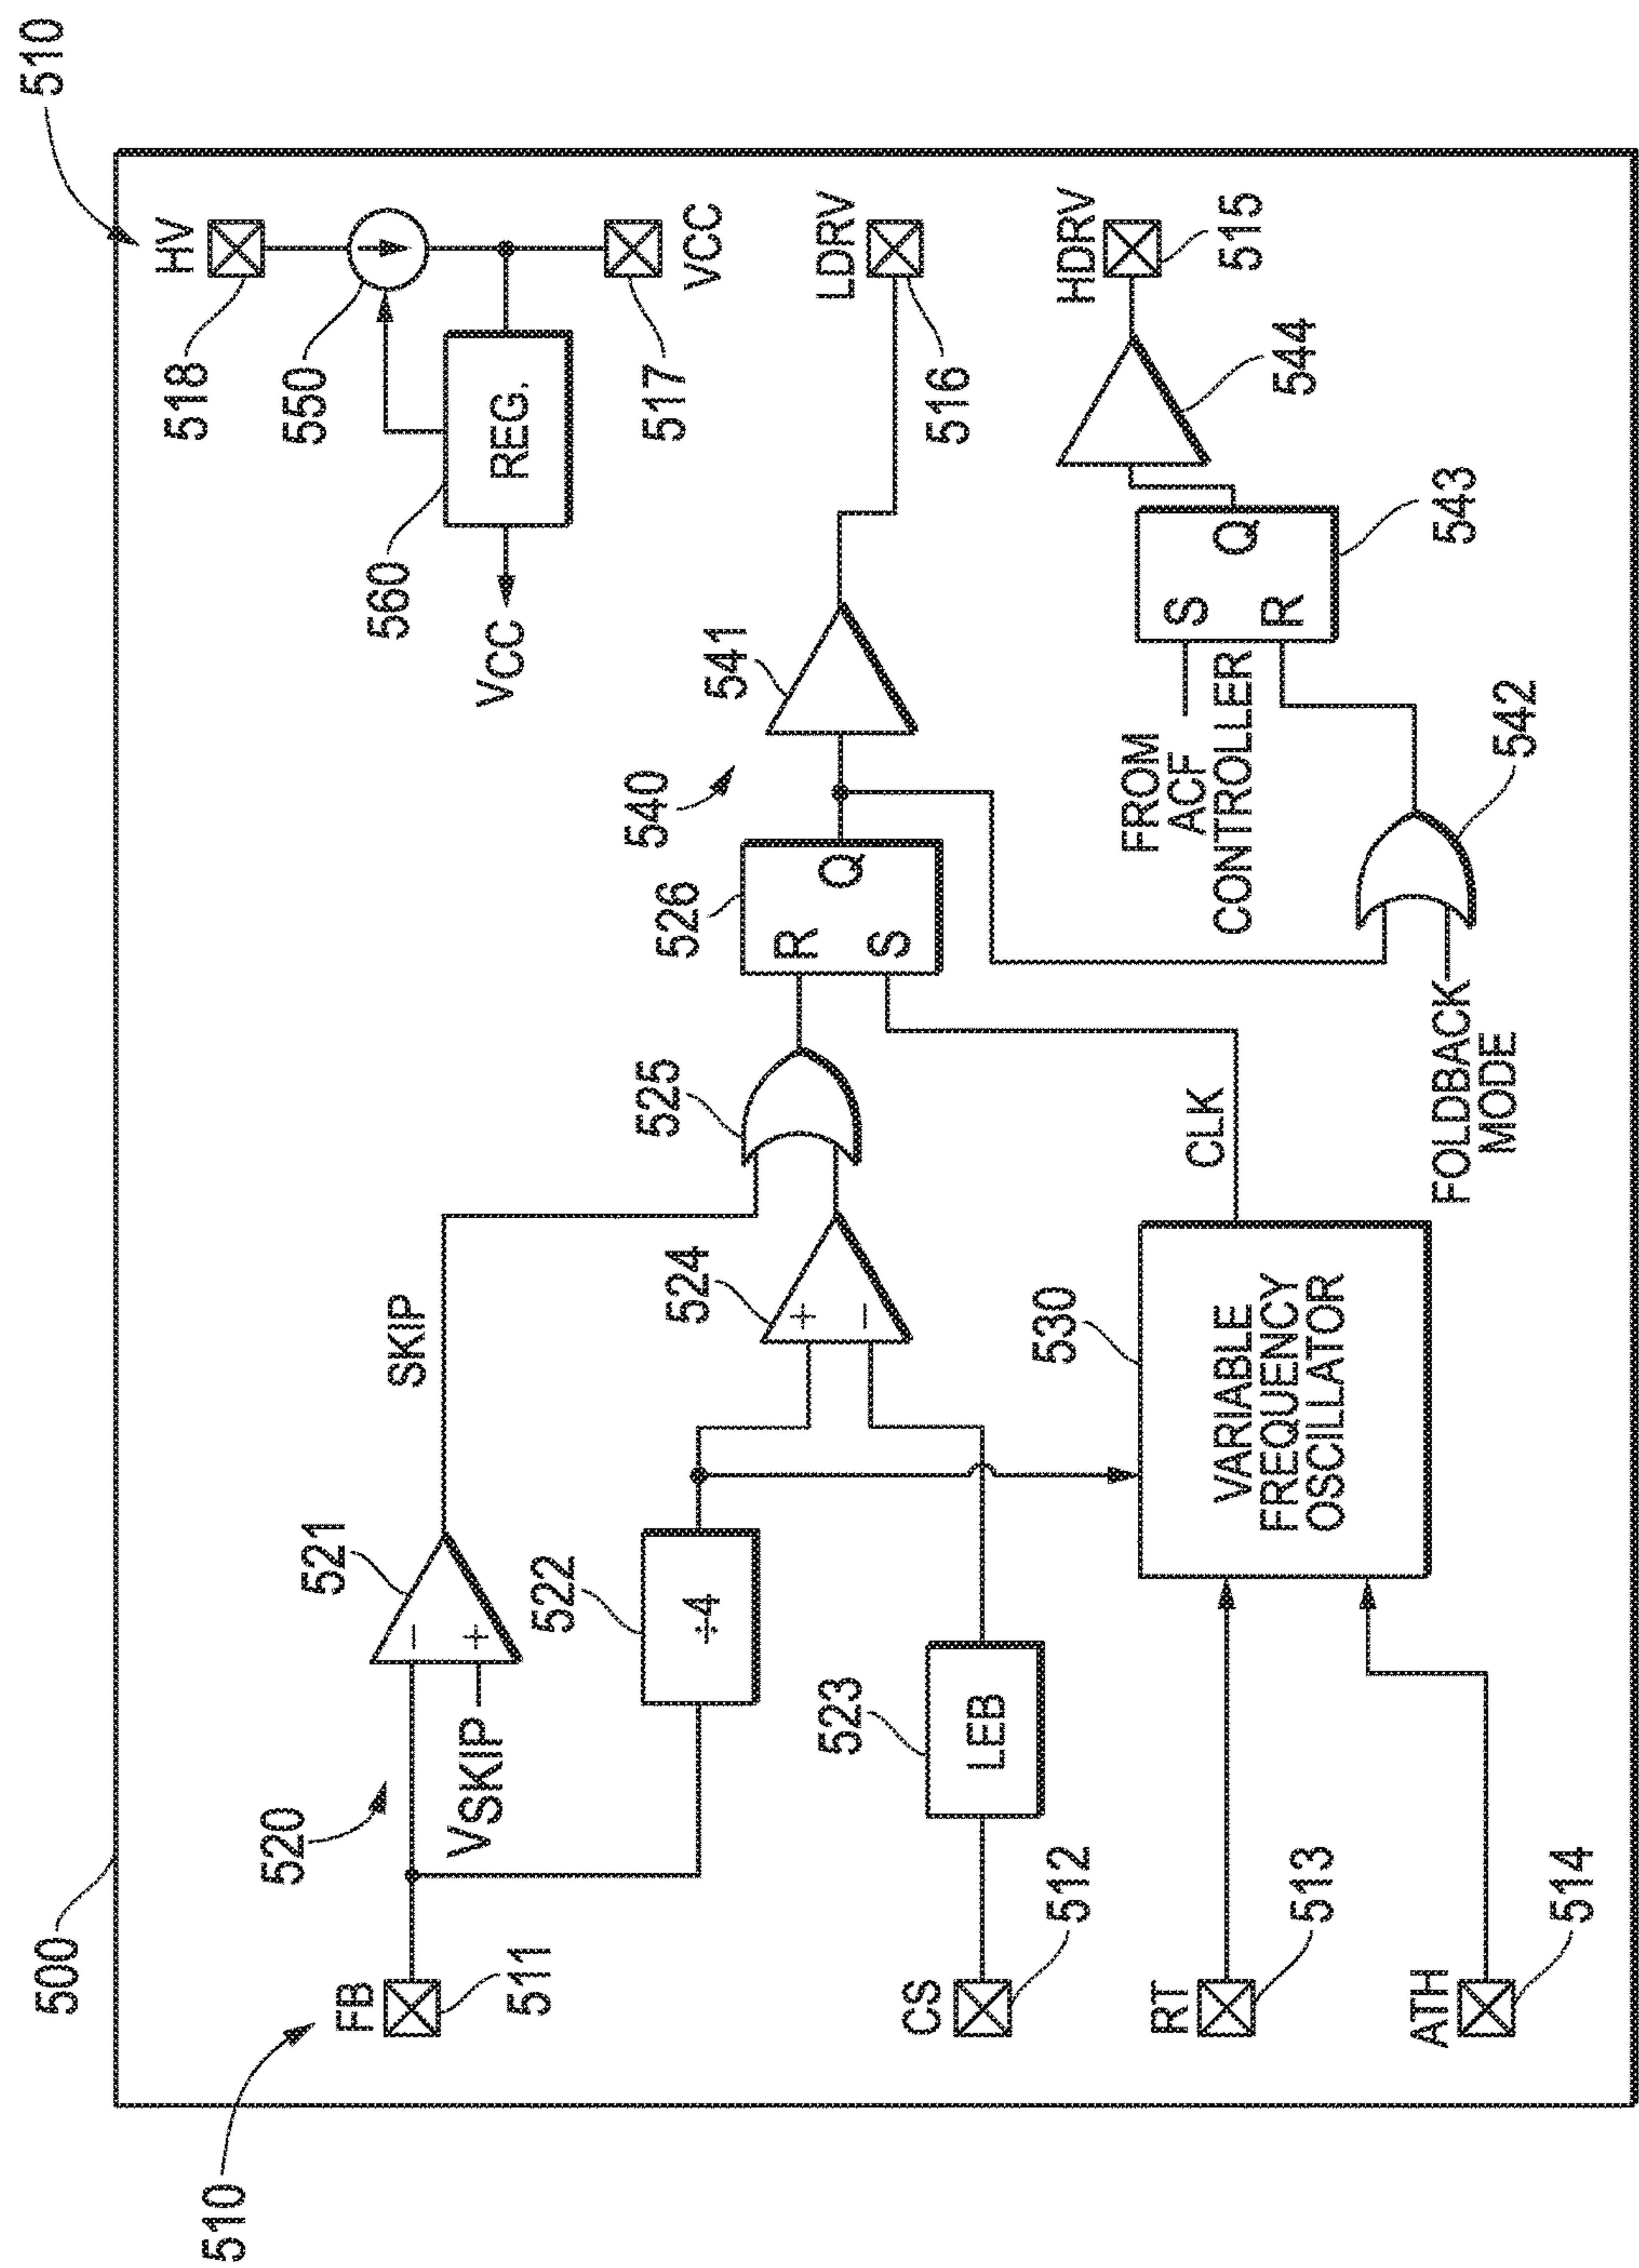 500
510
510
FB
511
520
VSKIP
−
+
521
SKIP
522
÷4
CS
512
523
LEB
524
+
−
525
526
R
S
Q
540
541
LDRV
516
RT
513
ATH
514
530
VARIABLE
FREQUENCY
OSCILLATOR
CLK
FOLDBACK
MODE
542
FROM
ACF
CONTROLLER
S
R
Q
543
544
HDRV
515
HV
518
550
560
REG.
VCC
517
VCC